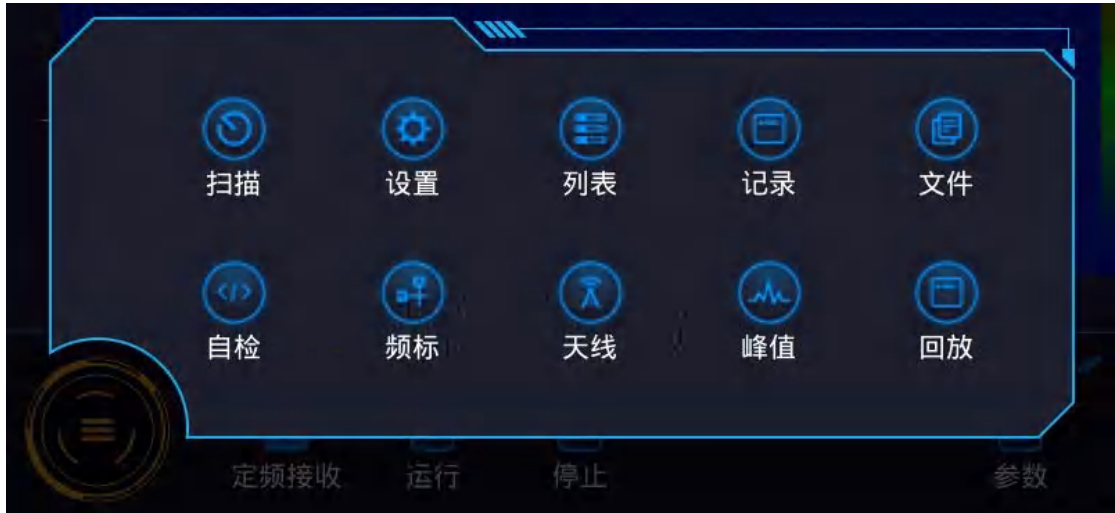 扫描 设置 列表 记录 文件
自检 频标 天线 峰值 回放
定频接收 运行 停止 参数